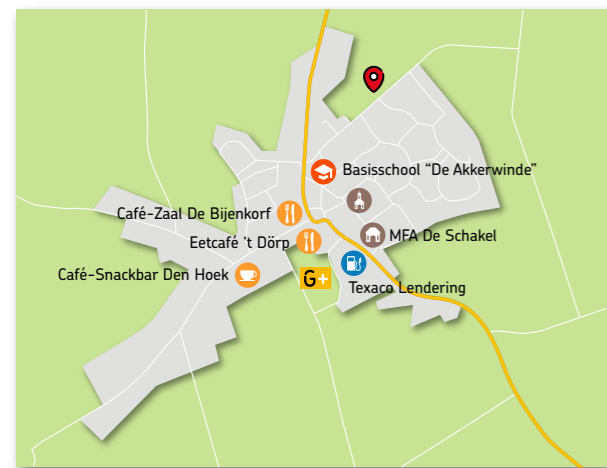 Basisschool “De Akkerwinde”
Café-Zaal De Bijenkorf
Eetcafé ‘t Dörp
MFA De Schakel
Café-Snackbar Den Hoek
G+
Texaco Lendering